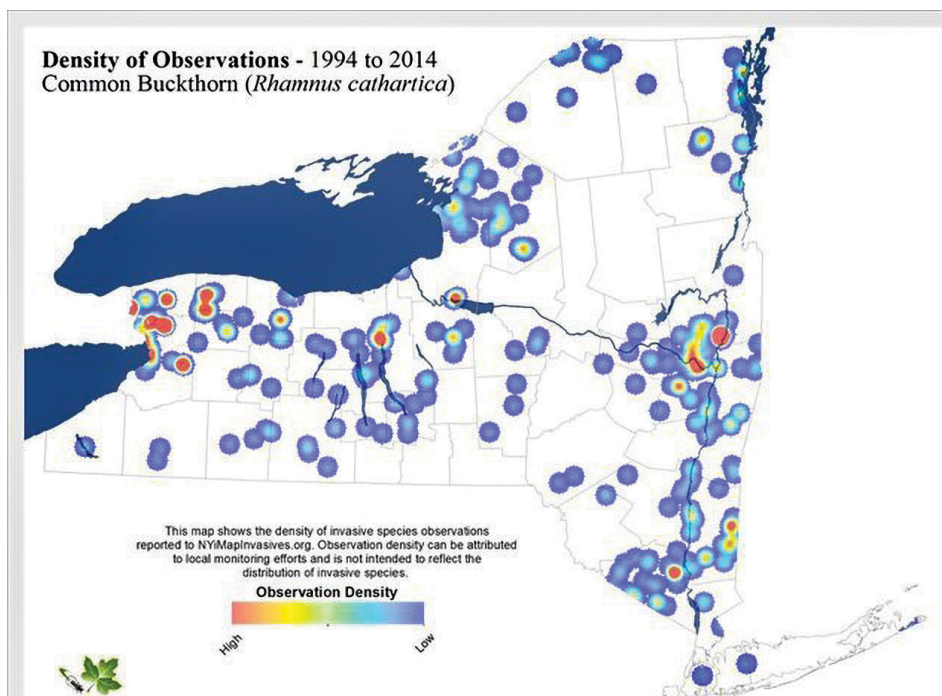 Density of Observations - 1994 to 2014
Common Buckthorn (Rhamnus cathartica)
This map shows the density of invasive species observations
reported to NYiMapInvasives.org. Observation density can be attributed
to local monitoring efforts and is not intended to reflect the
distribution of invasive species.
Observation Density
High
Low